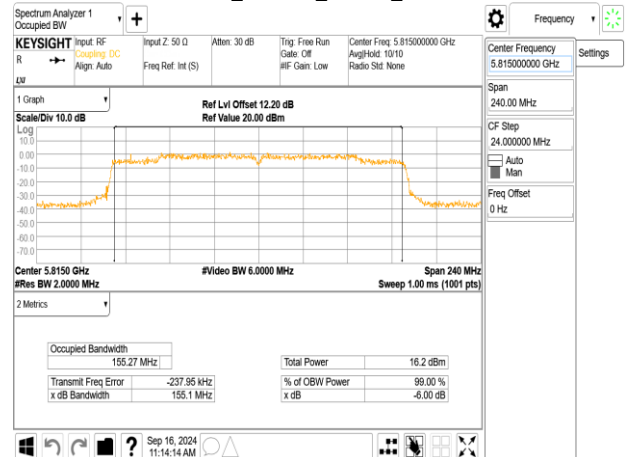 Spectrum Analyzer 1
Occupied BW
Frequency
KEYSIGHT
Input: RF
Input Z: 50 Ω
Atten: 30 dB
Trig: Free Run
Center Freq: 5.815000000 GHz
R
Coupling: DC
Gate: Off
Avg|Hold: 10/10
Align: Auto
Freq Ref: Int (S)
#IF Gain: Low
Radio Std: None
LXI
Center Frequency
5.815000000 GHz
Settings
Span
240.00 MHz
CF Step
24.000000 MHz
Auto
Man
Freq Offset
0 Hz
1 Graph
Ref Lvl Offset 12.20 dB
Scale/Div 10.0 dB
Ref Value 20.00 dBm
Log
10.0
0.00
-10.0
-20.0
-30.0
-40.0
-50.0
-60.0
-70.0
Center 5.8150 GHz
#Video BW 6.0000 MHz
Span 240 MHz
#Res BW 2.0000 MHz
Sweep 1.00 ms (1001 pts)
2 Metrics
Occupied Bandwidth
155.27 MHz
Total Power
16.2 dBm
Transmit Freq Error
-237.95 kHz
% of OBW Power
99.00 %
x dB Bandwidth
155.1 MHz
x dB
-6.00 dB
?
Sep 16, 2024
11:14:14 AM